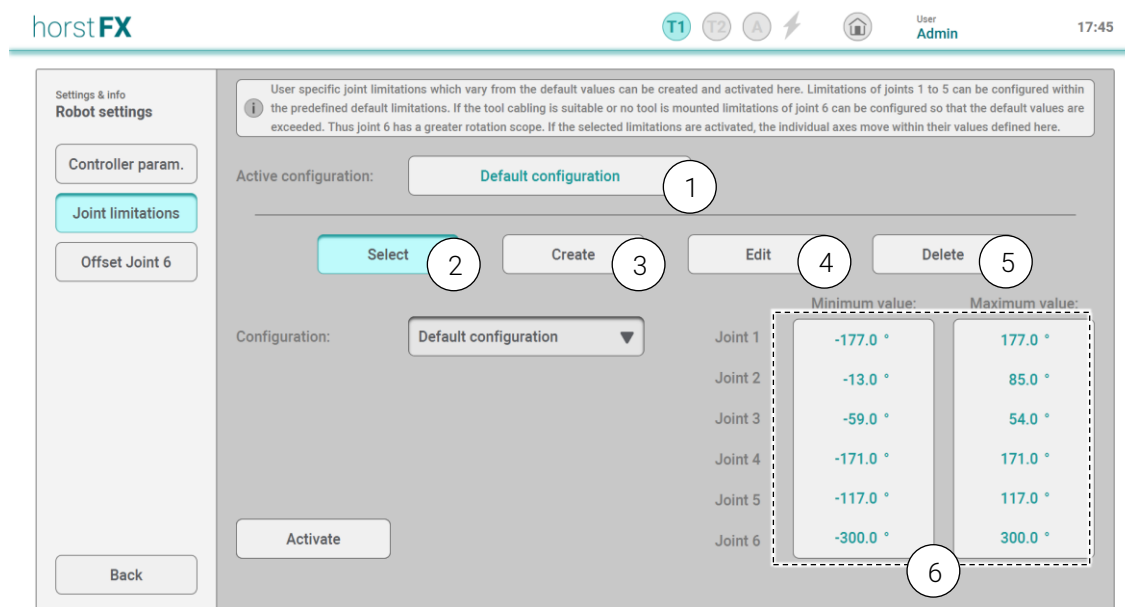 horstFX
T1 T2 A
User
Admin
17:45
Settings & info
Robot settings
Controller param.
Joint limitations
Offset Joint 6
Back
User specific joint limitations which vary from the default values can be created and activated here. Limitations of joints 1 to 5 can be configured within
i the predefined default limitations. If the tool cabling is suitable or no tool is mounted limitations of joint 6 can be configured so that the default values are
exceeded. Thus joint 6 has a greater rotation scope. If the selected limitations are activated, the individual axes move within their values defined here.
Active configuration: Default configuration 1
Select 2 Create 3 Edit 4 Delete 5
Minimum value: Maximum value:
Configuration: Default configuration
Joint 1 -177.0 ° 177.0 °
Joint 2 -13.0 ° 85.0 °
Joint 3 -59.0 ° 54.0 °
Joint 4 -171.0 ° 171.0 °
Joint 5 -117.0 ° 117.0 °
Joint 6 -300.0 ° 300.0 °
Activate
6